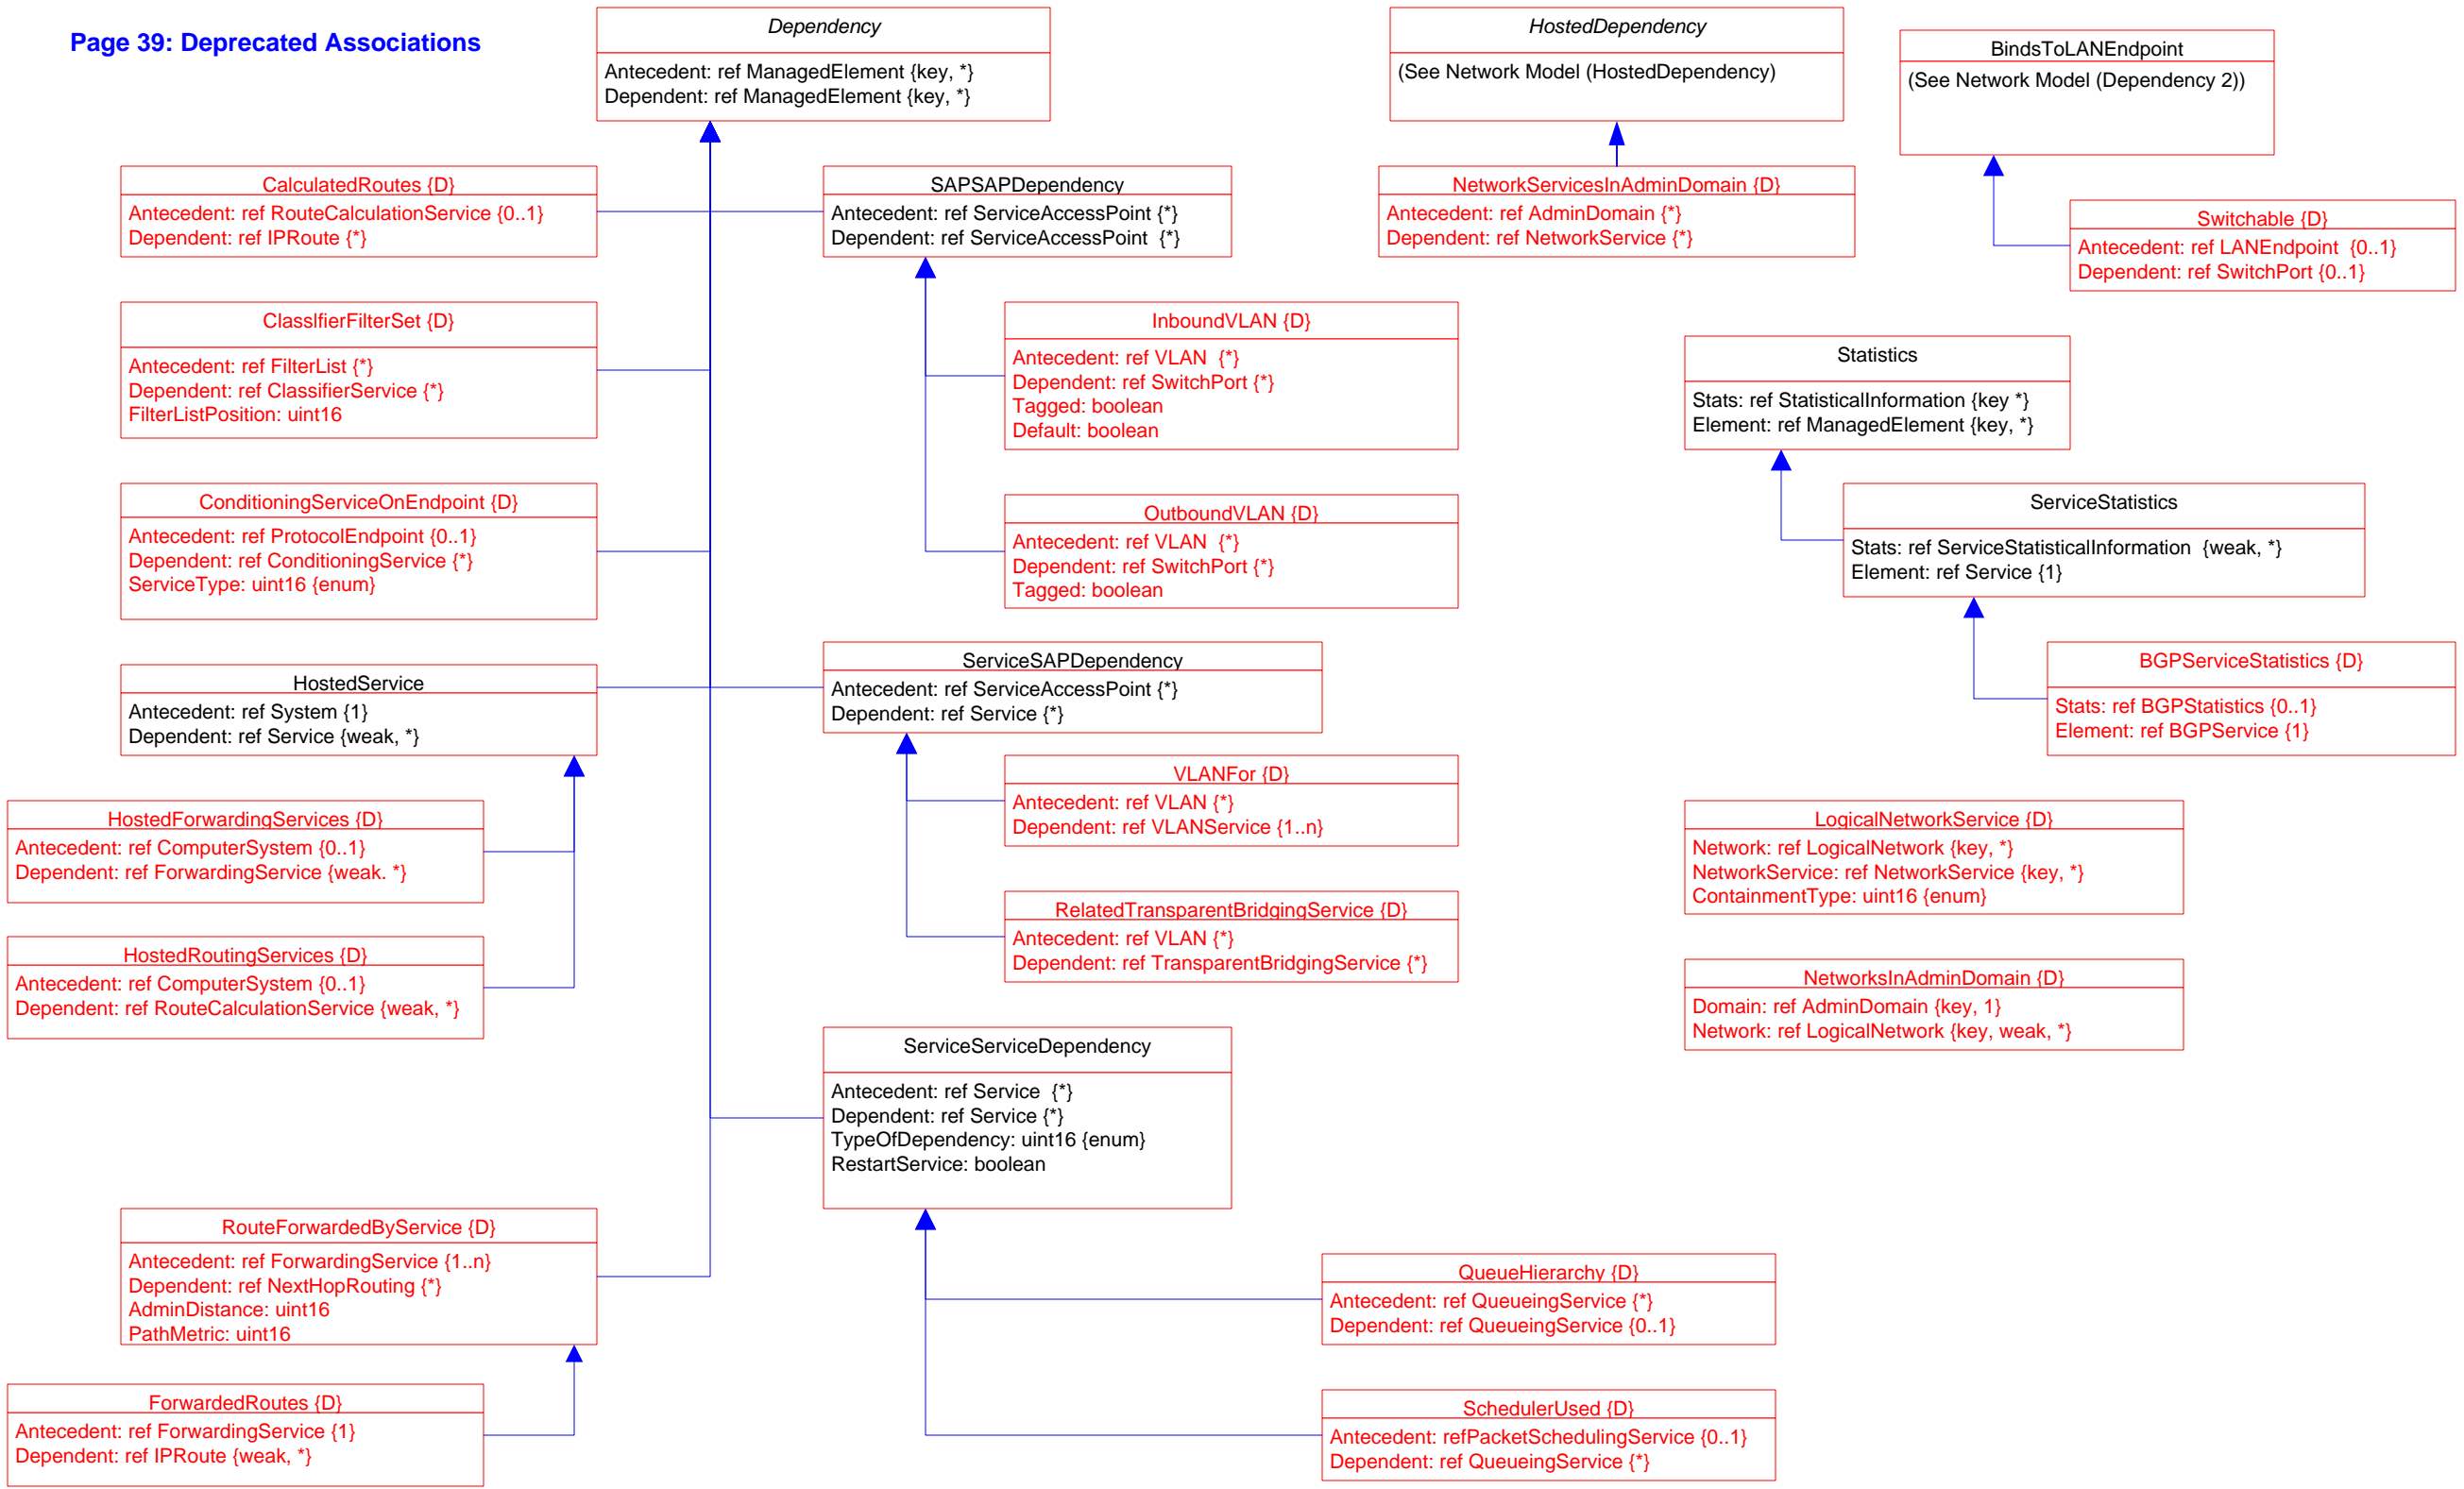 Page 39: Deprecated Associations
Dependency
Antecedent: ref ManagedElement {key, *}
Dependent: ref ManagedElement {key, *}
HostedDependency
(See Network Model (HostedDependency)
BindsToLANEndpoint
(See Network Model (Dependency 2))
CalculatedRoutes {D}
Antecedent: ref RouteCalculationService {0..1}
Dependent: ref IPRoute {*}
SAPSAPDependency
Antecedent: ref ServiceAccessPoint {*}
Dependent: ref ServiceAccessPoint {*}
NetworkServicesInAdminDomain {D}
Antecedent: ref AdminDomain {*}
Dependent: ref NetworkService {*}
Switchable {D}
Antecedent: ref LANEndpoint {0..1}
Dependent: ref SwitchPort {0..1}
ClassIfierFilterSet {D}
Antecedent: ref FilterList {*}
Dependent: ref ClassifierService {*}
FilterListPosition: uint16
InboundVLAN {D}
Antecedent: ref VLAN {*}
Dependent: ref SwitchPort {*}
Tagged: boolean
Default: boolean
Statistics
Stats: ref StatisticalInformation {key *}
Element: ref ManagedElement {key, *}
ConditioningServiceOnEndpoint {D}
Antecedent: ref ProtocolEndpoint {0..1}
Dependent: ref ConditioningService {*}
ServiceType: uint16 {enum}
OutboundVLAN {D}
Antecedent: ref VLAN {*}
Dependent: ref SwitchPort {*}
Tagged: boolean
ServiceStatistics
Stats: ref ServiceStatisticalInformation {weak, *}
Element: ref Service {1}
HostedService
Antecedent: ref System {1}
Dependent: ref Service {weak, *}
ServiceSAPDependency
Antecedent: ref ServiceAccessPoint {*}
Dependent: ref Service {*}
BGPServiceStatistics {D}
Stats: ref BGPStatistics {0..1}
Element: ref BGPService {1}
HostedForwardingServices {D}
Antecedent: ref ComputerSystem {0..1}
Dependent: ref ForwardingService {weak. *}
VLANFor {D}
Antecedent: ref VLAN {*}
Dependent: ref VLANService {1..n}
LogicalNetworkService {D}
Network: ref LogicalNetwork {key, *}
NetworkService: ref NetworkService {key, *}
ContainmentType: uint16 {enum}
HostedRoutingServices {D}
Antecedent: ref ComputerSystem {0..1}
Dependent: ref RouteCalculationService {weak, *}
RelatedTransparentBridgingService {D}
Antecedent: ref VLAN {*}
Dependent: ref TransparentBridgingService {*}
NetworksInAdminDomain {D}
Domain: ref AdminDomain {key, 1}
Network: ref LogicalNetwork {key, weak, *}
ServiceServiceDependency
Antecedent: ref Service {*}
Dependent: ref Service {*}
TypeOfDependency: uint16 {enum}
RestartService: boolean
RouteForwardedByService {D}
Antecedent: ref ForwardingService {1..n}
Dependent: ref NextHopRouting {*}
AdminDistance: uint16
PathMetric: uint16
QueueHierarchy {D}
Antecedent: ref QueueingService {*}
Dependent: ref QueueingService {0..1}
ForwardedRoutes {D}
Antecedent: ref ForwardingService {1}
Dependent: ref IPRoute {weak, *}
SchedulerUsed {D}
Antecedent: refPacketSchedulingService {0..1}
Dependent: ref QueueingService {*}